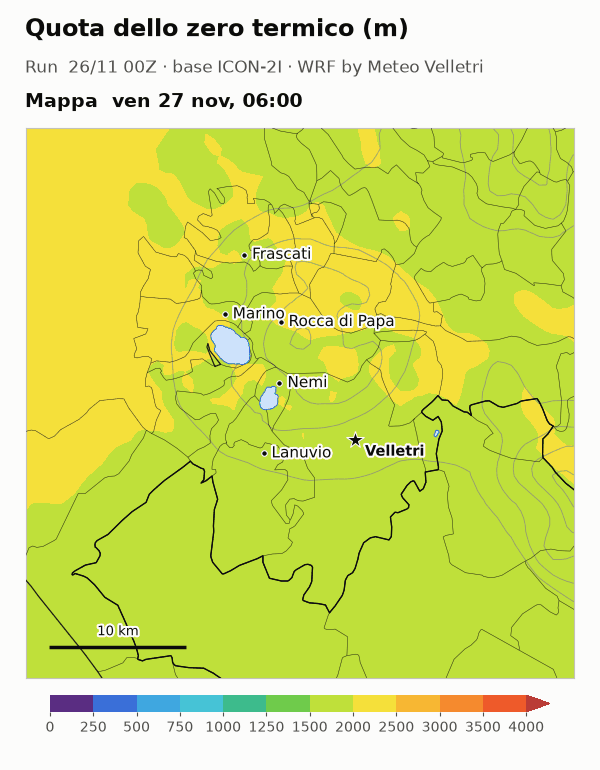 Quota dello zero termico (m)
Run  26/11 00Z · base ICON-2I · WRF by Meteo Velletri
Mappa  ven 27 nov, 06:00
Frascati
Marino
Rocca di Papa
Nemi
Velletri
Lanuvio
10 km
0 250 500 750 1000 1250 1500 2000 2500 3000 3500 4000